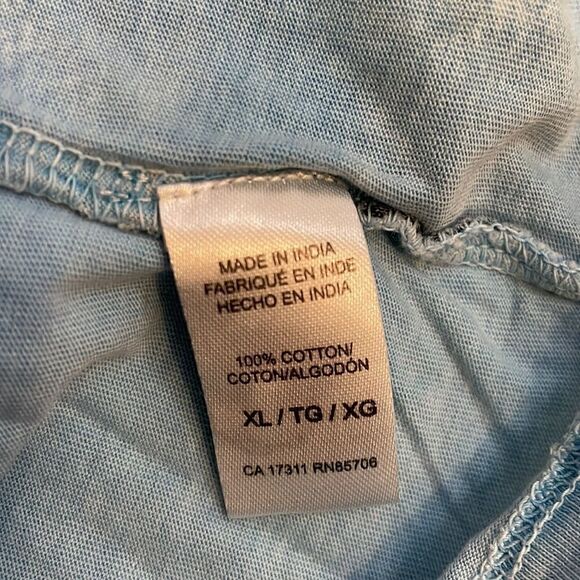 MADE IN INDIA
FABRIQUÉ EN INDE
HECHO EN INDIA
100% COTTON/
COTON/ALGODÓN
XL / TG / XG
CA 17311 RN85706